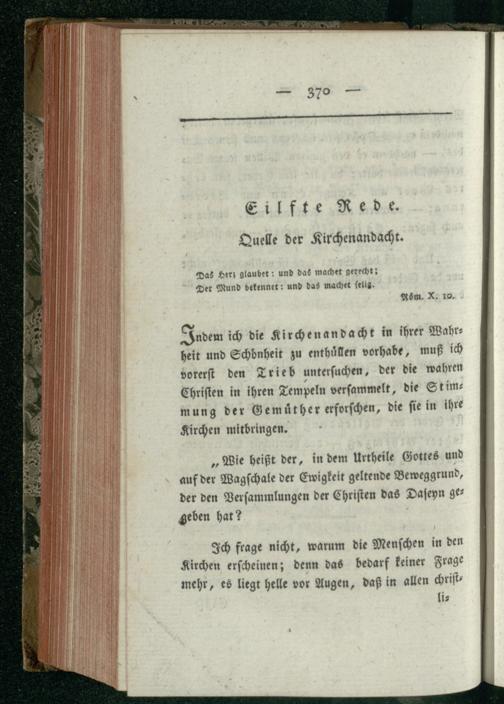 — 370 —
Eilfte Rede.
Quelle der Kirchenandacht.
Das Herz glaubet: und das machet gerecht;
Der Mund bekennet: und das machet selig.
Röm. X. 10.
Indem ich die Kirchenandacht in ihrer Wahr-
heit und Schönheit zu enthüllen vorhabe, muß ich
vorerst den Trieb untersuchen, der die wahren
Christen in ihren Tempeln versammelt, die Stim-
mung der Gemüther erforschen, die sie in ihre
Kirchen mitbringen.
„Wie heißt der, in dem Urtheile Gottes und
auf der Wagschale der Ewigkeit geltende Beweggrund,
der den Versammlungen der Christen das Daseyn ge-
geben hat?
Ich frage nicht, warum die Menschen in den
Kirchen erscheinen; denn das bedarf keiner Frage
mehr, es liegt helle vor Augen, daß in allen christ-
li-